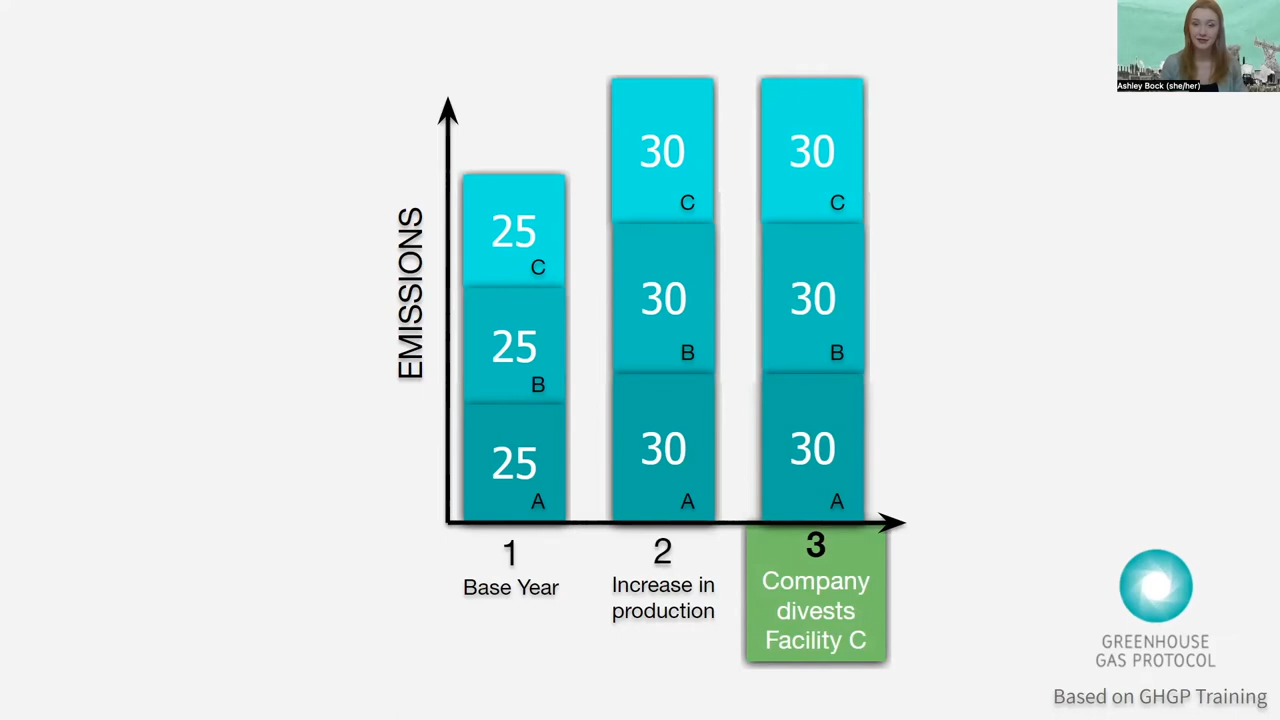 Ashley Bock (she/her)
EMISSIONS
25
C
25
B
25
A
30
C
30
B
30
A
30
C
30
B
30
A
1
Base Year
2
Increase in
production
3
Company
divests
Facility C
GREENHOUSE
GAS PROTOCOL
Based on GHGP Training